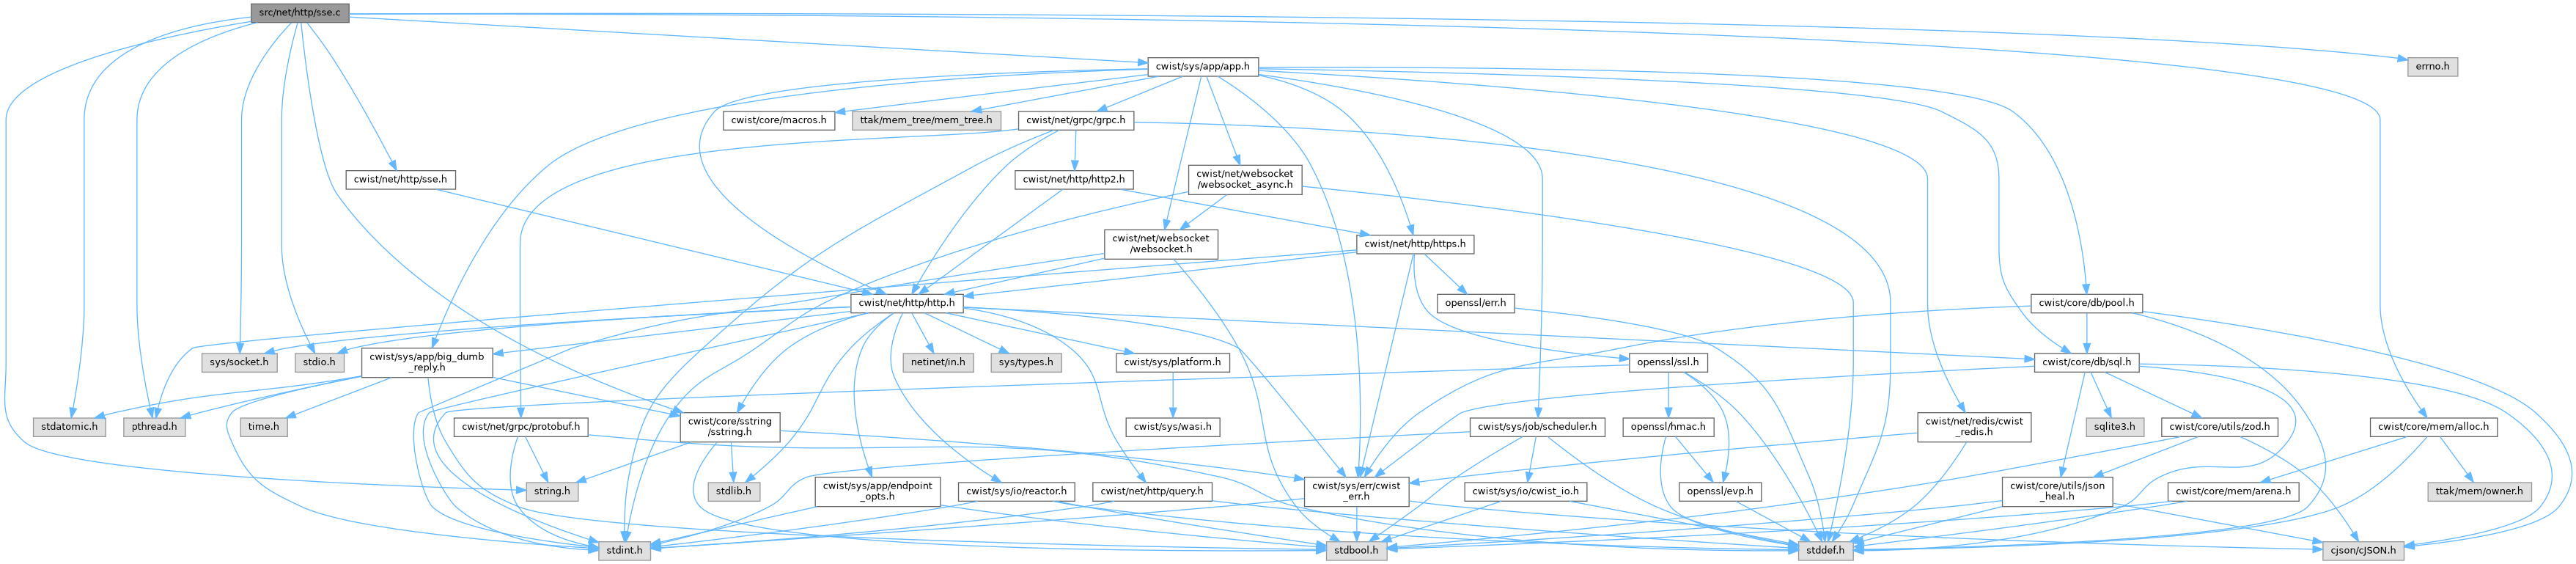 src/net/http/sse.c
cwist/sys/app/app.h
errno.h
cwist/core/macros.h
ttak/mem_tree/mem_tree.h
cwist/net/grpc/grpc.h
cwist/net/http/sse.h
cwist/net/http/http2.h
cwist/net/websocket
/websocket_async.h
cwist/net/websocket
/websocket.h
cwist/net/http/https.h
cwist/net/http/http.h
openssl/err.h
cwist/core/db/pool.h
sys/socket.h
stdio.h
cwist/sys/app/big_dumb
_reply.h
netinet/in.h
sys/types.h
cwist/sys/platform.h
openssl/ssl.h
cwist/core/db/sql.h
stdatomic.h
pthread.h
time.h
cwist/net/grpc/protobuf.h
cwist/core/sstring
/sstring.h
cwist/sys/wasi.h
cwist/sys/job/scheduler.h
openssl/hmac.h
cwist/net/redis/cwist
_redis.h
sqlite3.h
cwist/core/utils/zod.h
cwist/core/mem/alloc.h
string.h
stdlib.h
cwist/sys/app/endpoint
_opts.h
cwist/sys/io/reactor.h
cwist/net/http/query.h
cwist/sys/err/cwist
_err.h
cwist/sys/io/cwist_io.h
openssl/evp.h
cwist/core/utils/json
_heal.h
cwist/core/mem/arena.h
ttak/mem/owner.h
stdint.h
stdbool.h
stddef.h
cjson/cJSON.h